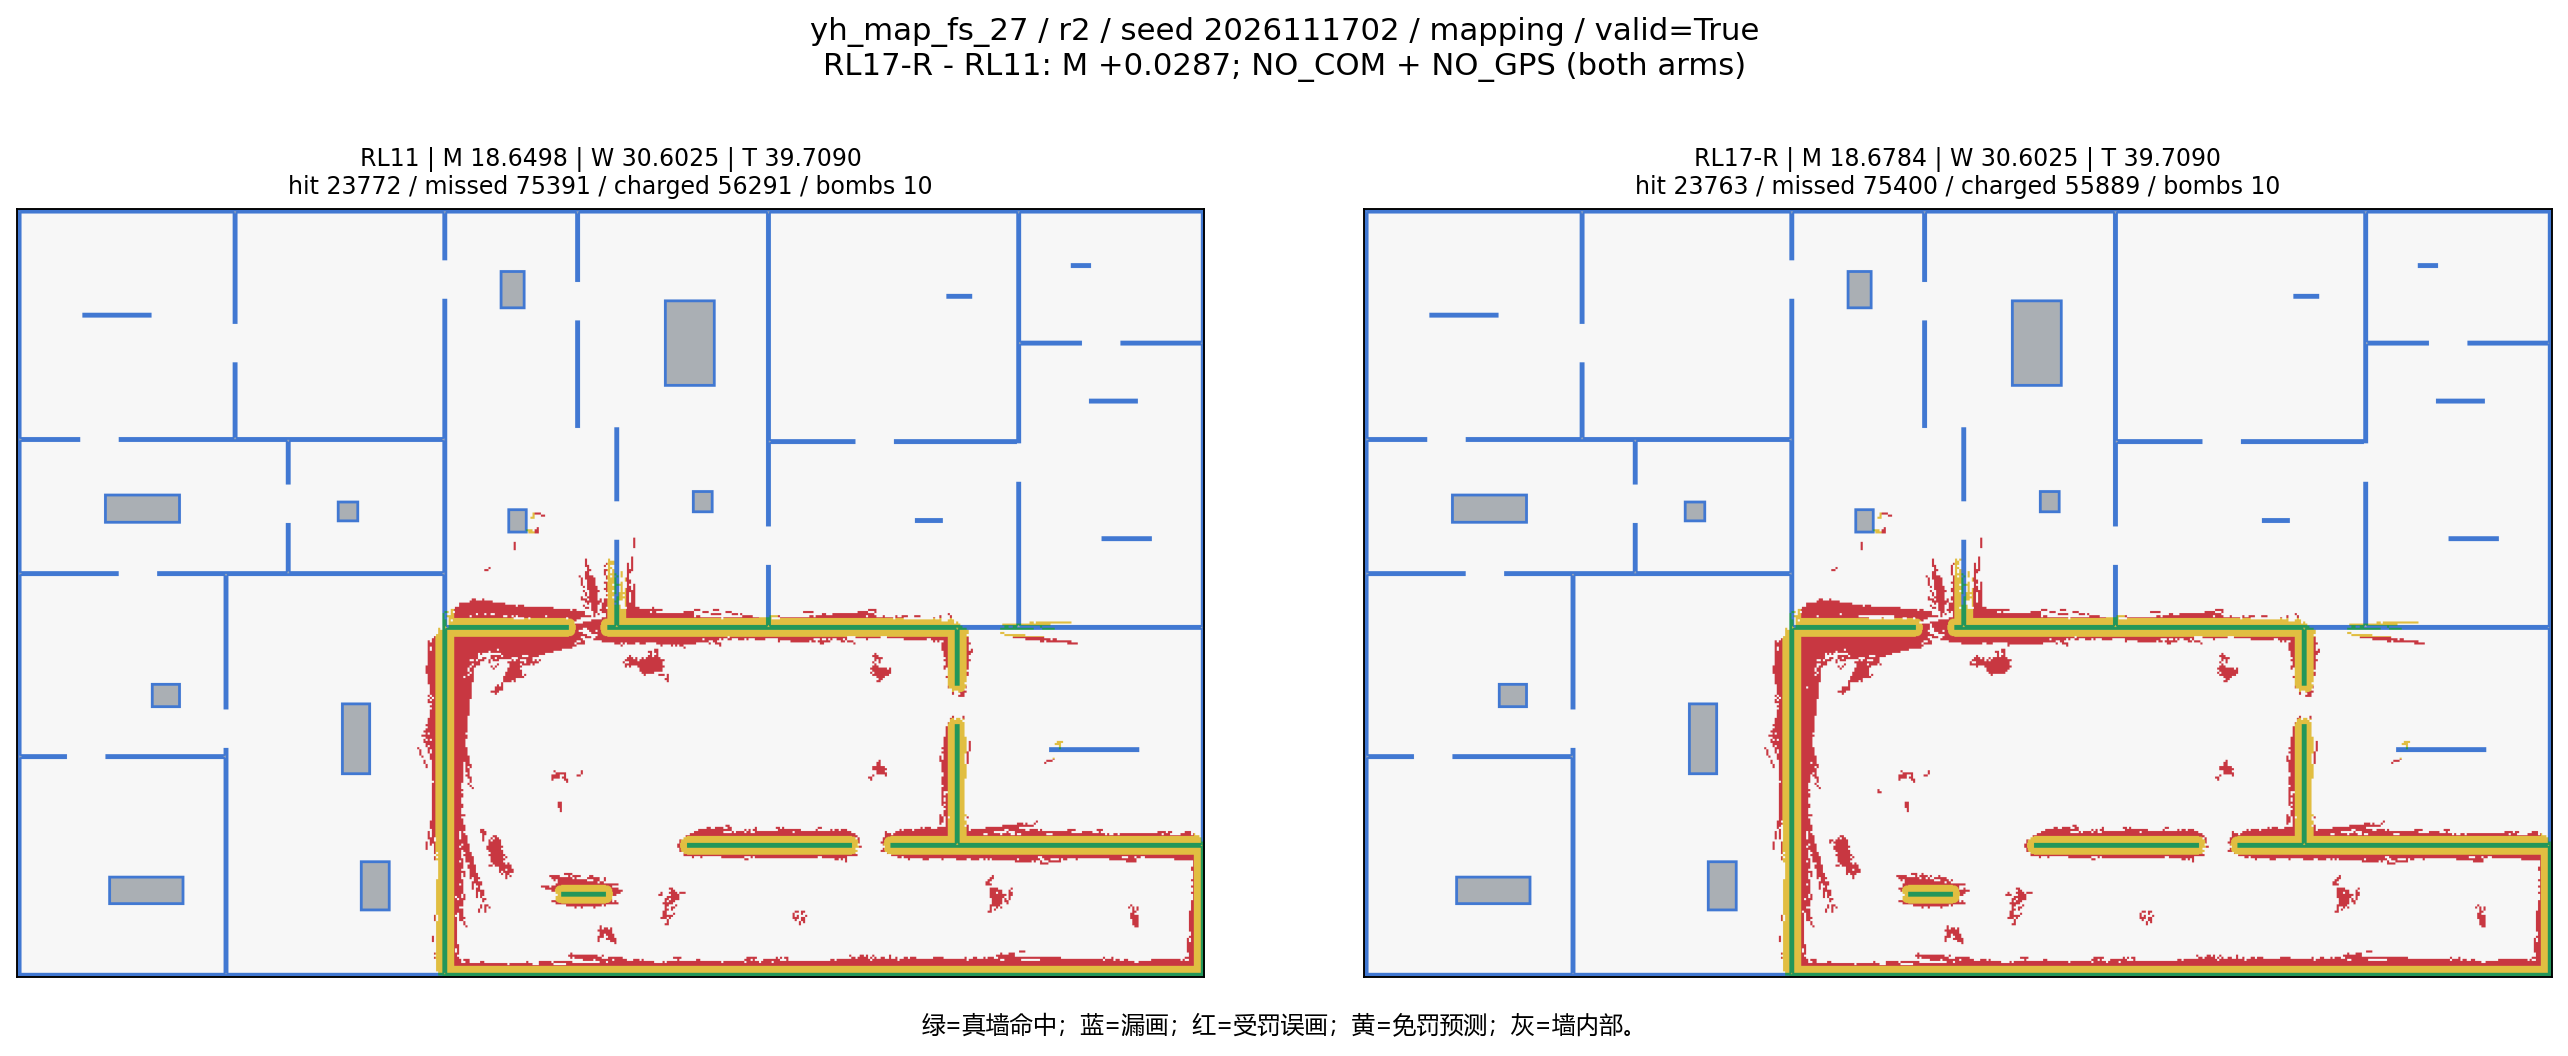 yh_map_fs_27 / r2 / seed 2026111702 / mapping / valid=True
RL17-R - RL11: M +0.0287; NO_COM + NO_GPS (both arms)
RL11 | M 18.6498 | W 30.6025 | T 39.7090
hit 23772 / missed 75391 / charged 56291 / bombs 10
RL17-R | M 18.6784 | W 30.6025 | T 39.7090
hit 23763 / missed 75400 / charged 55889 / bombs 10
绿=真墙命中；蓝=漏画；红=受罚误画；黄=免罚预测；灰=墙内部。